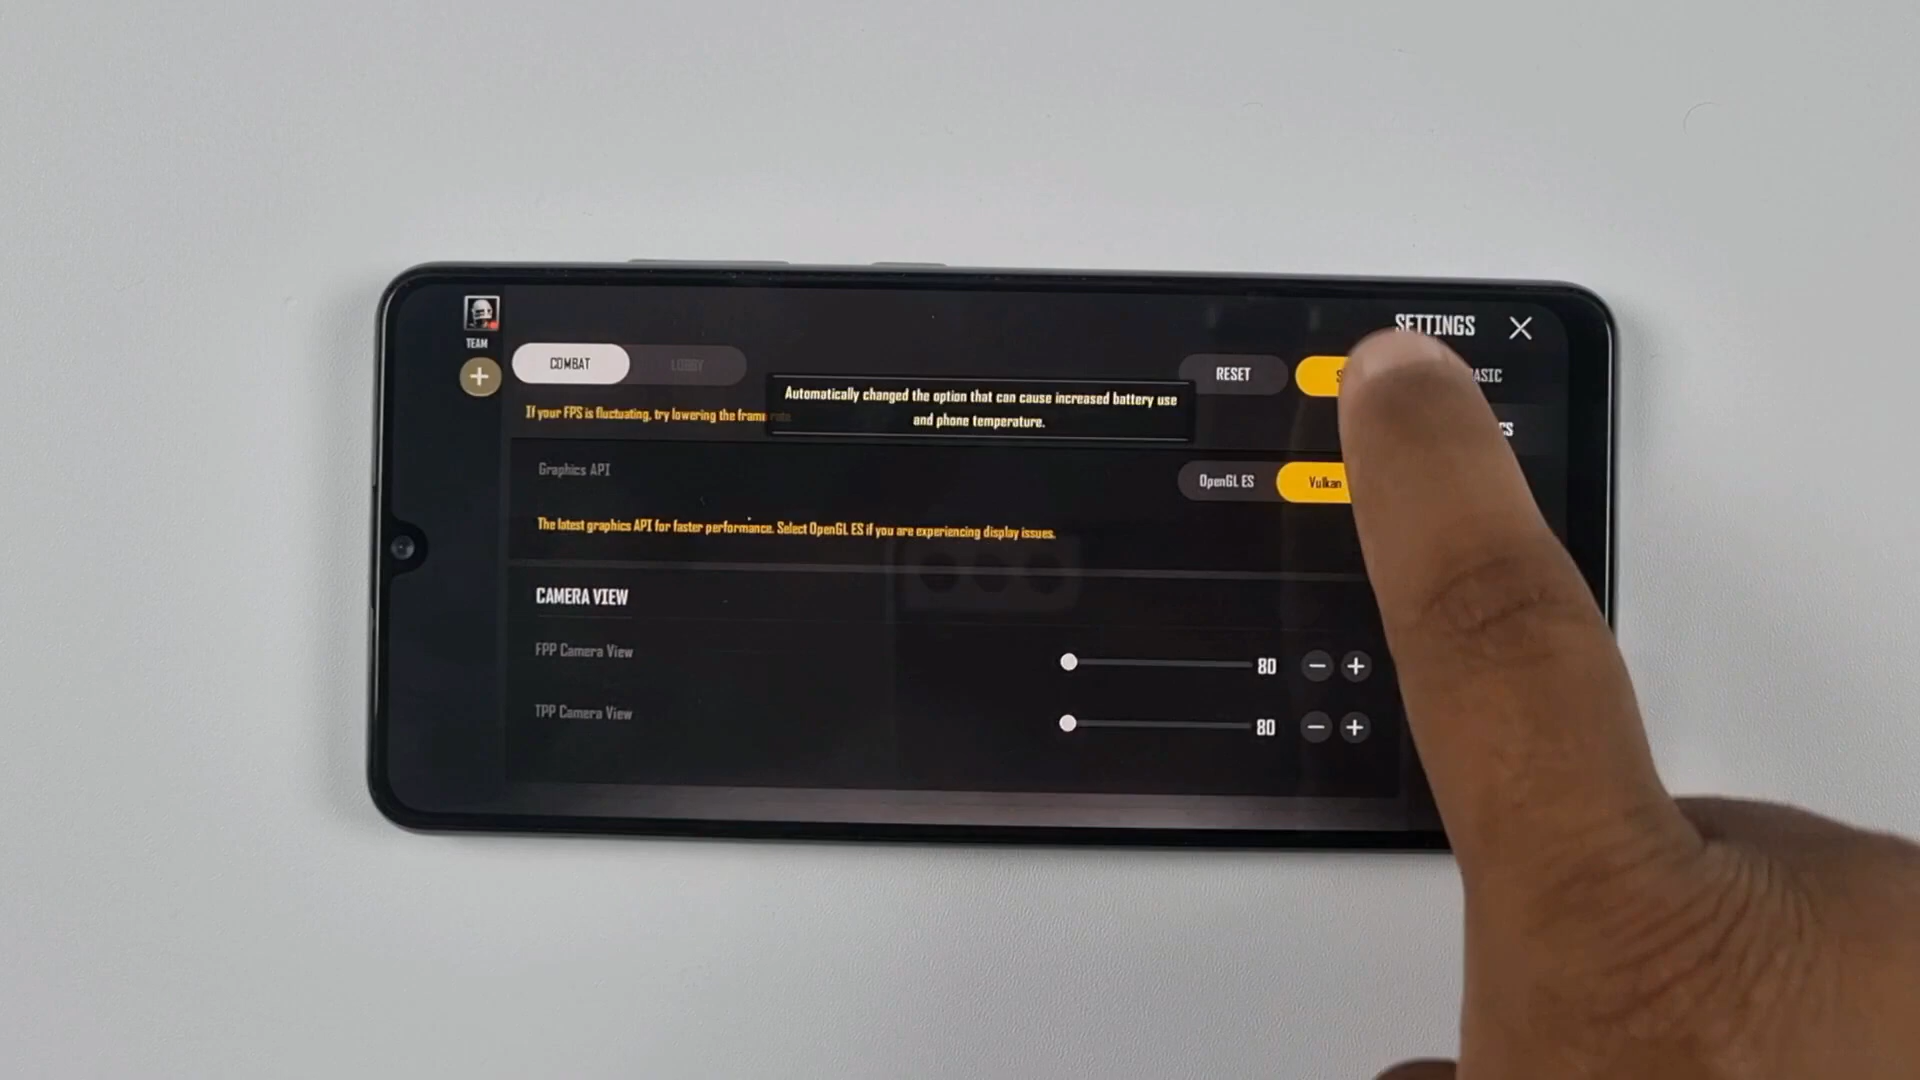 SETTINGS
TEAM
COMBAT
LOBBY
RESET
If your FPS is fluctuating, try lowering the frame
Automatically changed the option that can cause increased battery use
and phone temperature.
Graphics API
OpenGL ES
Vulkan
The latest graphics API for faster performance. Select OpenGL ES if you are experiencing display issues.
CAMERA VIEW
FPP Camera View
80
TPP Camera View
80